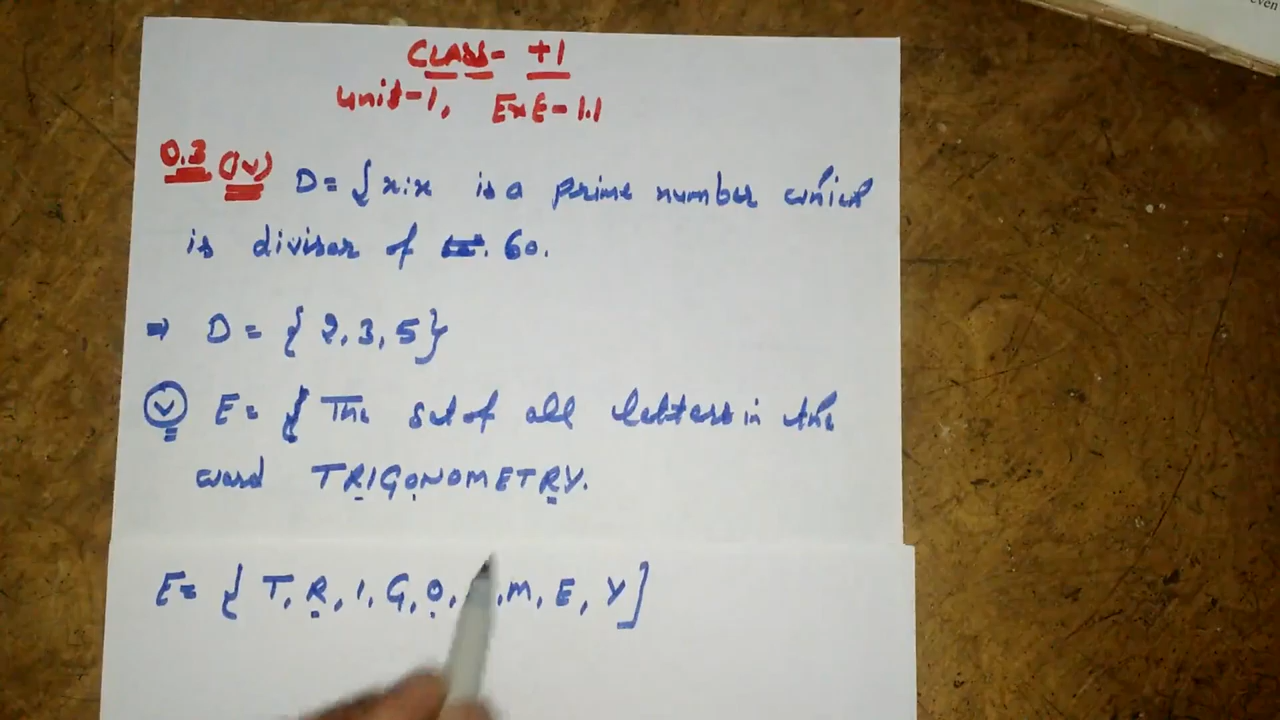 CLASS- +1
unit-1, EXE-1.1
Q.3 (iv) D= { x:x is a prime number which
is divisor of 60.
⇒ D = { 2,3,5}
(v) E= { The set of all letters in the
word TRIGONOMETRY.
E= { T, R, I, G, O, , M, E, Y}
even